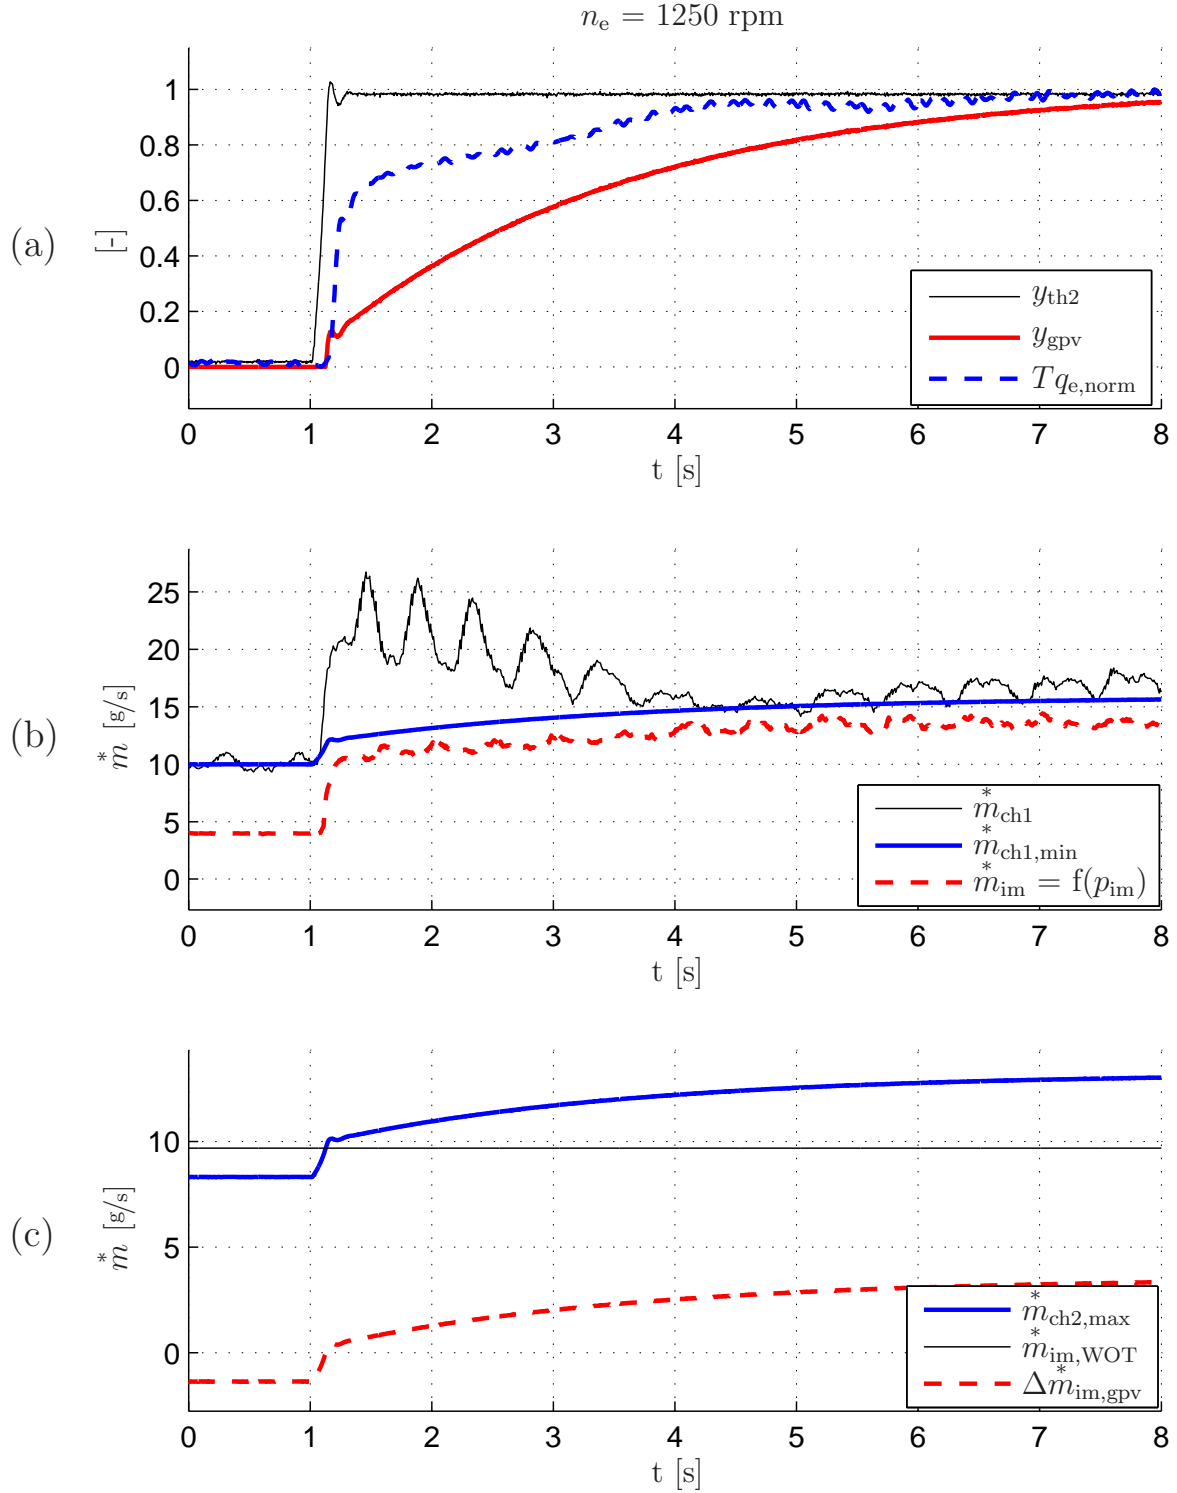 n_e = 1250 rpm
(a)
[-]
1
0.8
0.6
0.4
0.2
0
0 1 2 3 4 5 6 7 8
t [s]
y_th2
y_gpv
Tq_e,norm
(b)
m* [g/s]
25
20
15
10
5
0
0 1 2 3 4 5 6 7 8
t [s]
m*_ch1
m*_ch1,min
m*_im = f(p_im)
(c)
m* [g/s]
10
5
0
0 1 2 3 4 5 6 7 8
t [s]
m*_ch2,max
m*_im,WOT
Δm*_im,gpv